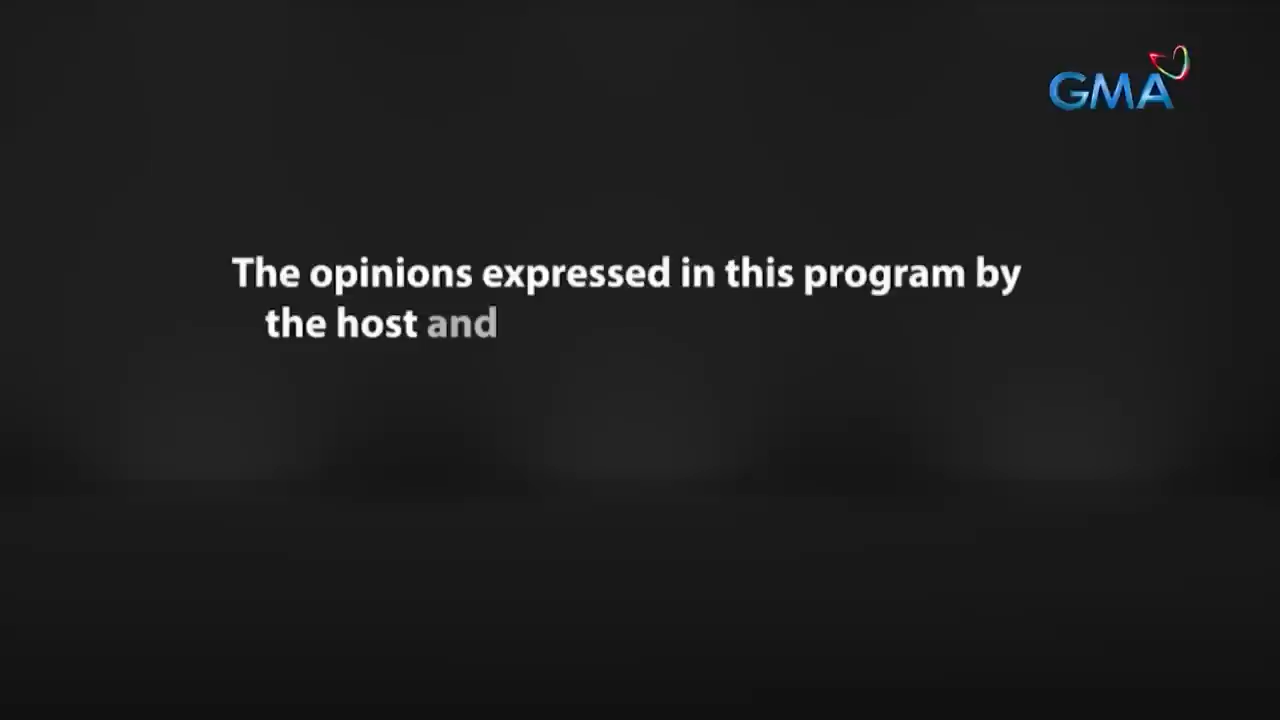 GMA
The opinions expressed in this program by
the host and